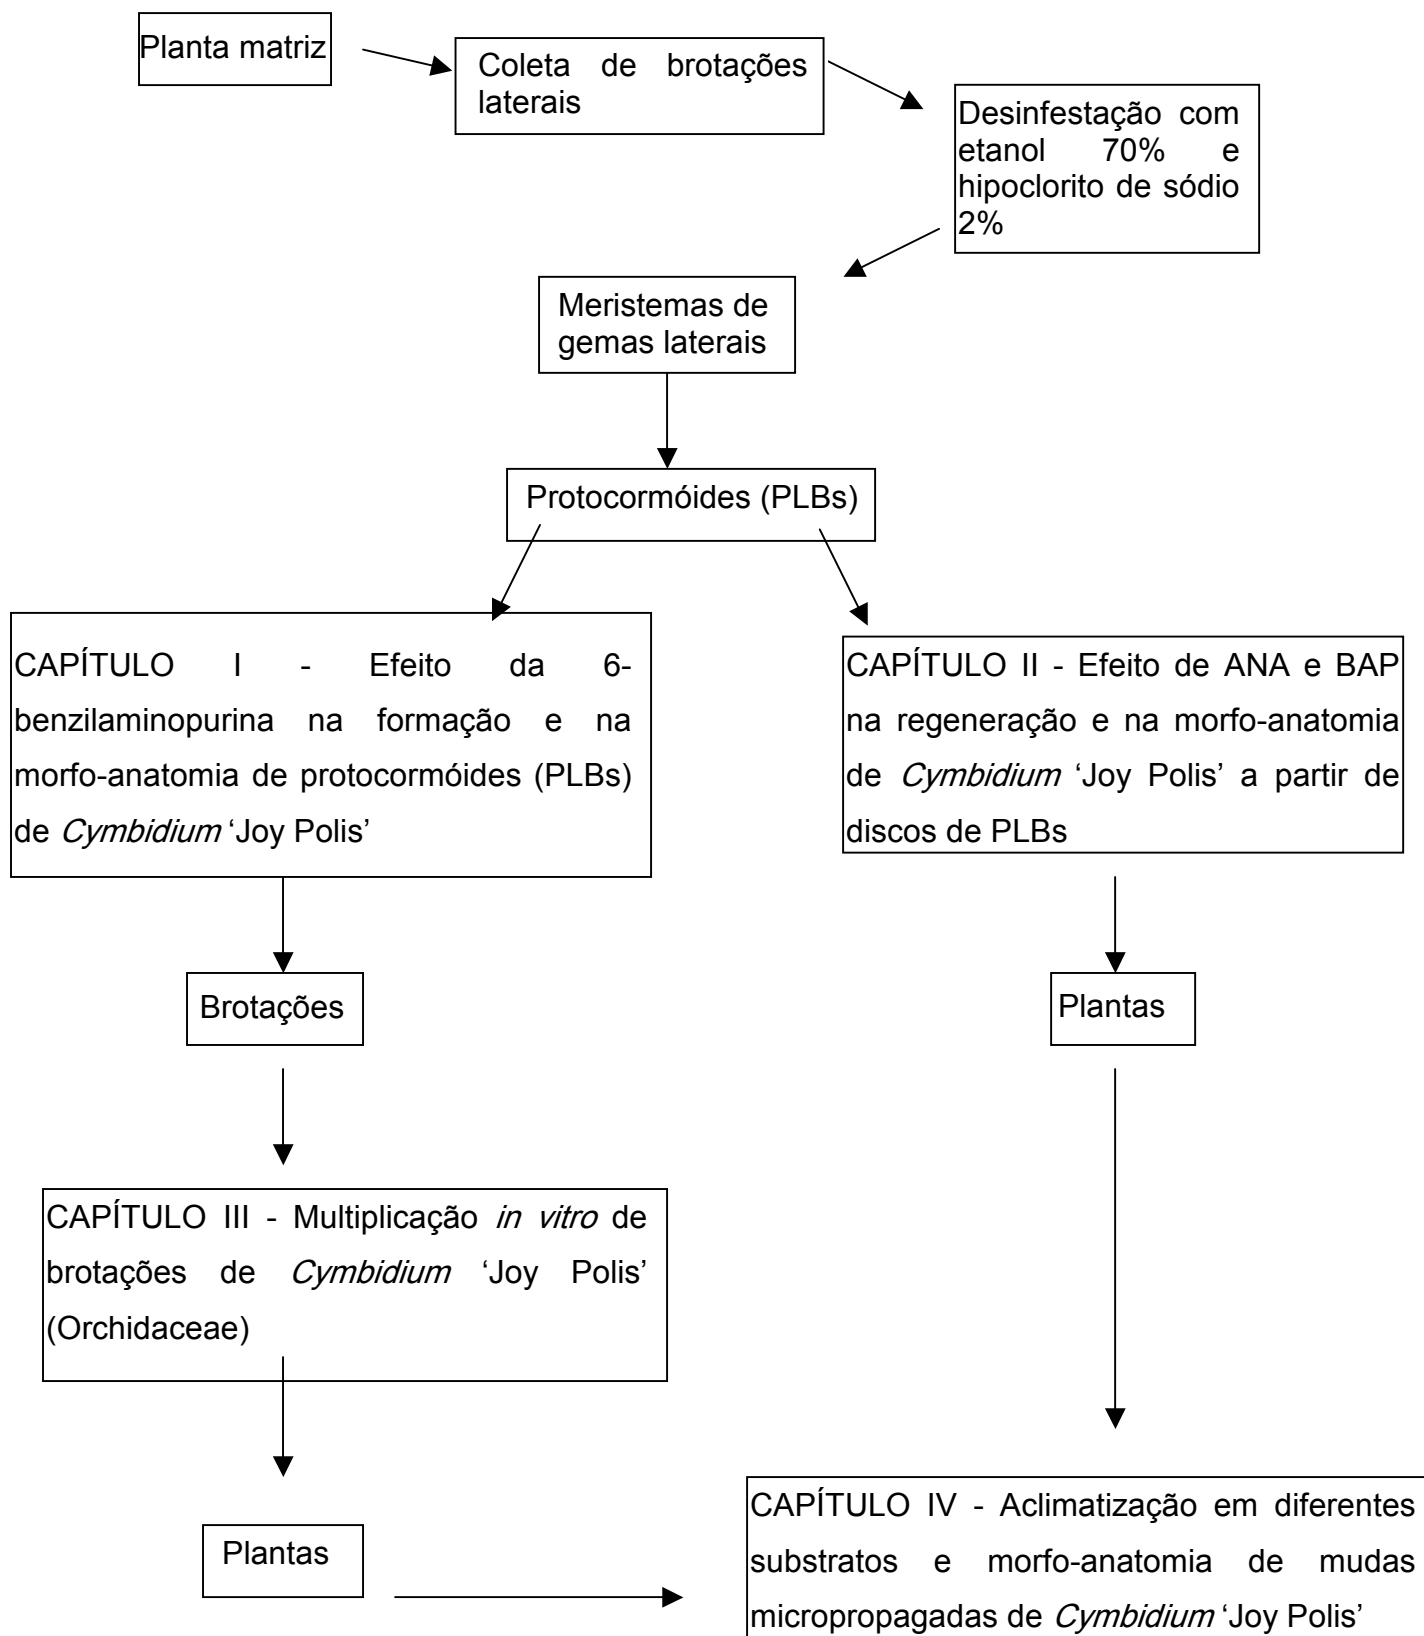 Planta matriz
Coleta de brotações
laterais
Desinfestação com
etanol 70% e
hipoclorito de sódio
2%
Meristemas de
gemas laterais
Protocormóides (PLBs)
CAPÍTULO I - Efeito da 6-
benzilaminopurina na formação e na
morfo-anatomia de protocormóides (PLBs)
de Cymbidium ‘Joy Polis’
CAPÍTULO II - Efeito de ANA e BAP
na regeneração e na morfo-anatomia
de Cymbidium ‘Joy Polis’ a partir de
discos de PLBs
Brotações
Plantas
CAPÍTULO III - Multiplicação in vitro de
brotações de Cymbidium ‘Joy Polis’
(Orchidaceae)
Plantas
CAPÍTULO IV - Aclimatização em diferentes
substratos e morfo-anatomia de mudas
micropropagadas de Cymbidium ‘Joy Polis’